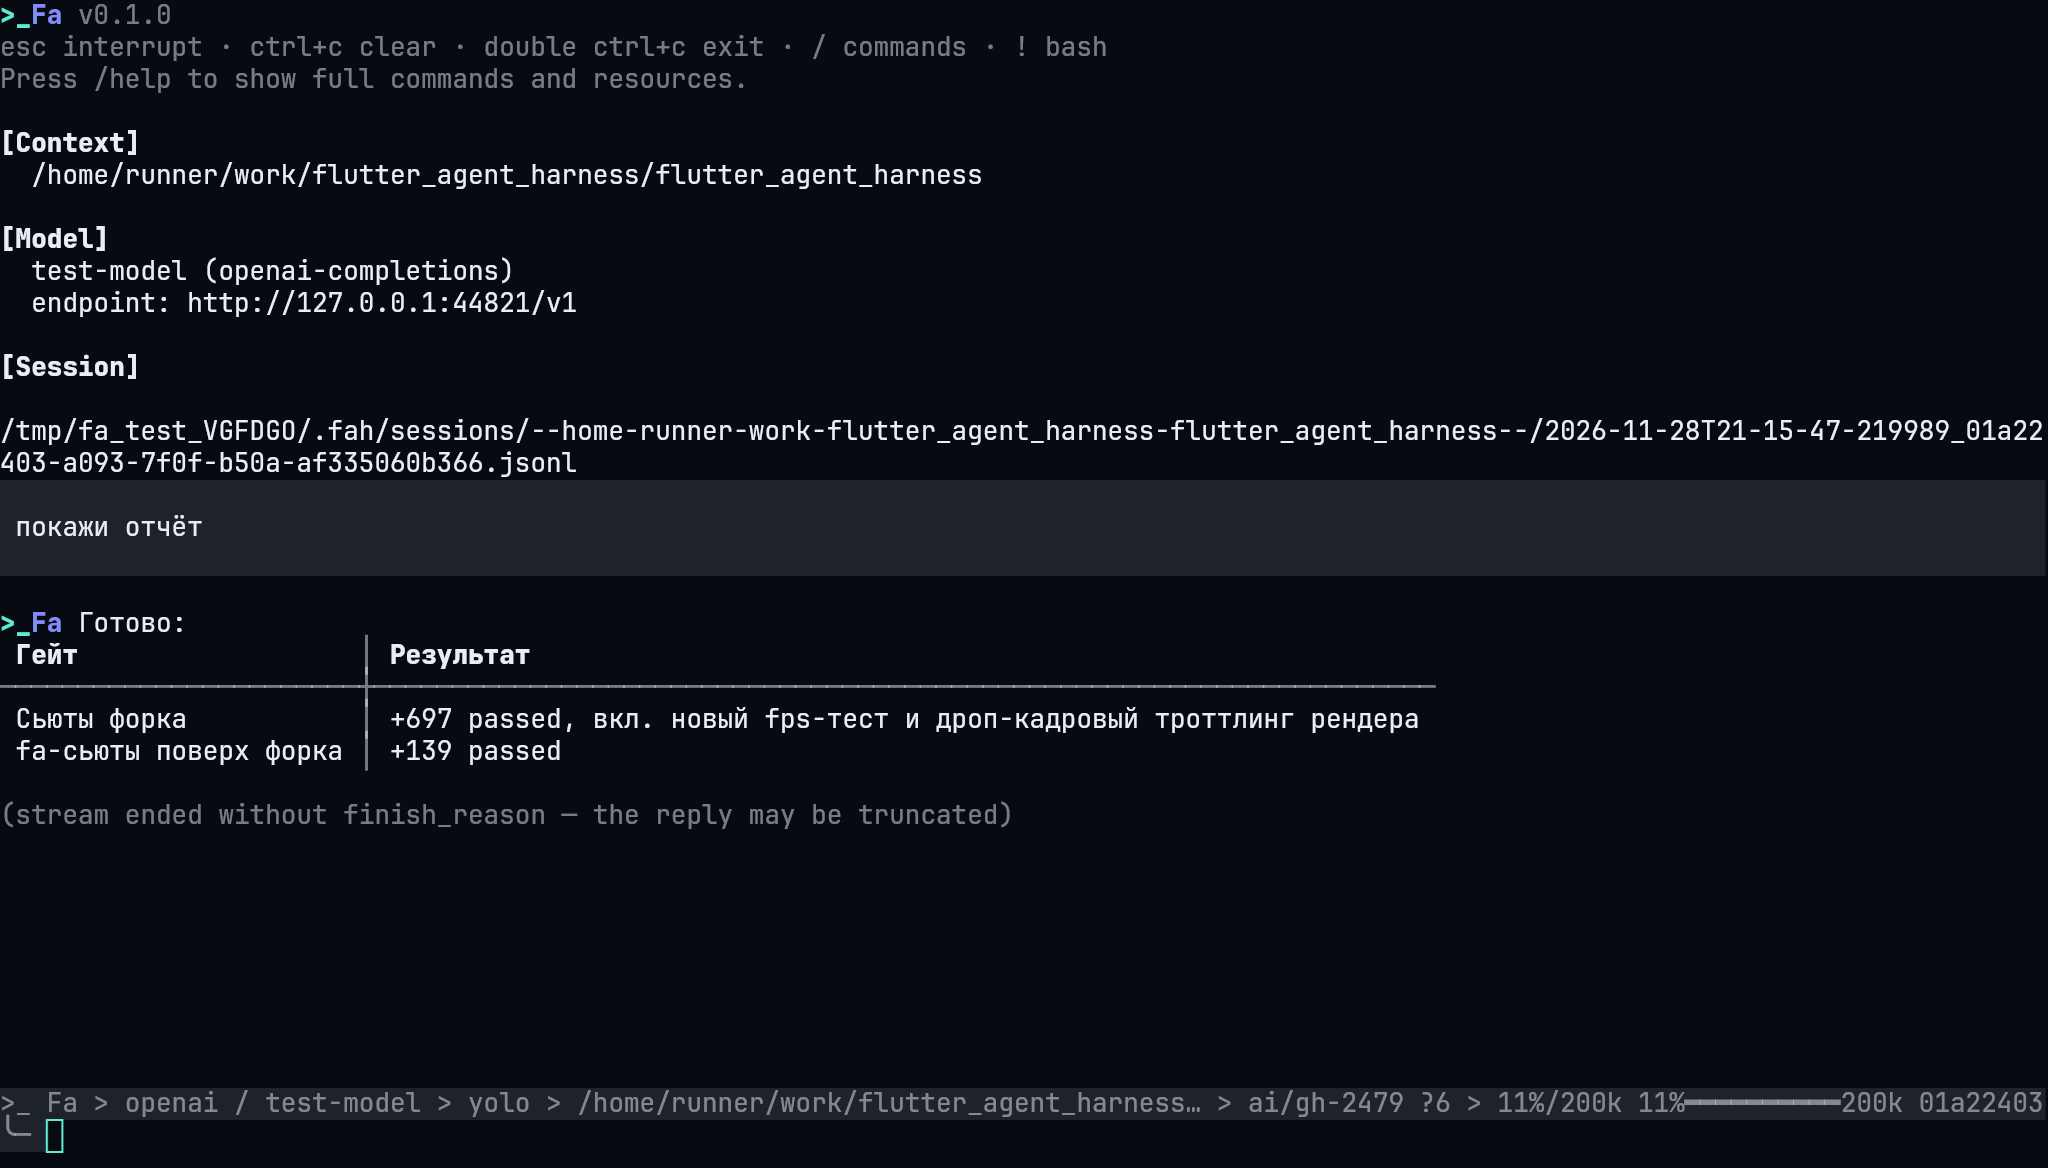 >_Fa v0.1.0
esc interrupt · ctrl+c clear · double ctrl+c exit · / commands · ! bash
Press /help to show full commands and resources.
[Context]
/home/runner/work/flutter_agent_harness/flutter_agent_harness
[Model]
test-model (openai-completions)
endpoint: http://127.0.0.1:44821/v1
[Session]
/tmp/fa_test_VGFDGO/.fah/sessions/--home-runner-work-flutter_agent_harness-flutter_agent_harness--/2026-11-28T21-15-47-219989_01a22
403-a093-7f0f-b50a-af335060b366.jsonl
покажи отчёт
>_Fa Готово:
Гейт │ Результат
Сьюты форка │ +697 passed, вкл. новый fps-тест и дроп-кадровый троттлинг рендера
fa-сьюты поверх форка │ +139 passed
(stream ended without finish_reason — the reply may be truncated)
>_ Fa > openai / test-model > yolo > /home/runner/work/flutter_agent_harness… > ai/gh-2479 ?6 > 11%/200k 11%━━━━━━━━━━200k 01a22403